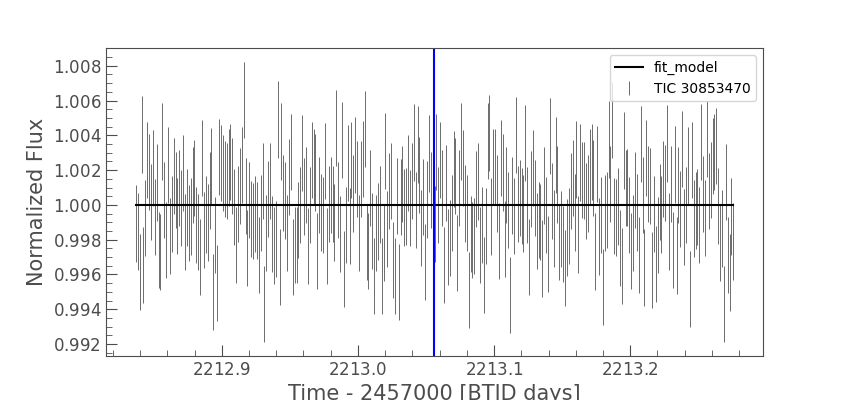 1.008
1.006
1.004
1.002
1.000
0.998
0.996
0.994
0.992
Normalized Flux
fit_model
TIC 30853470
2212.9 2213.0 2213.1 2213.2
Time - 2457000 [BTJD days]